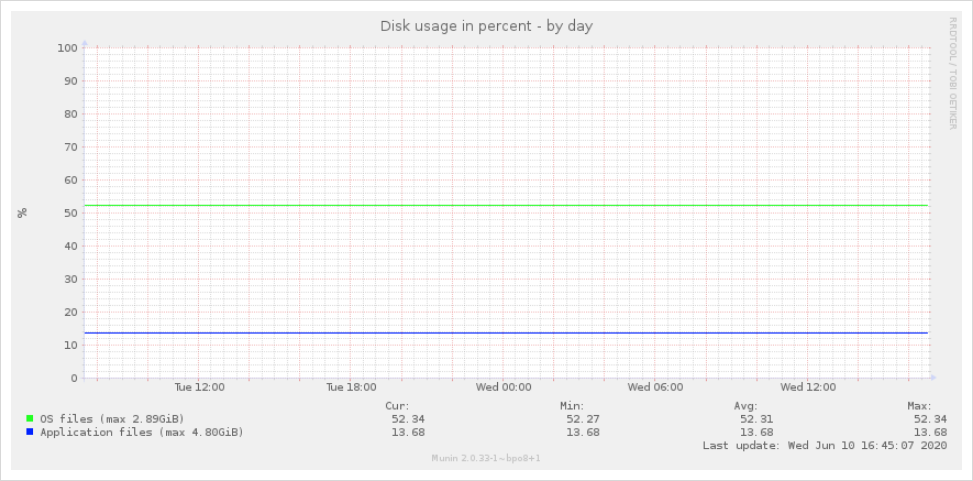 Disk usage in percent - by day
RRDTOOL / TOBI OETIKER
100
90
80
70
60
50
40
30
20
10
0
%
Tue 12:00 Tue 18:00 Wed 00:00 Wed 06:00 Wed 12:00
Cur: Min: Avg: Max:
OS files (max 2.89GiB) 52.34 52.27 52.31 52.34
Application files (max 4.80GiB) 13.68 13.68 13.68 13.68
Last update: Wed Jun 10 16:45:07 2020
Munin 2.0.33-1~bpo8+1